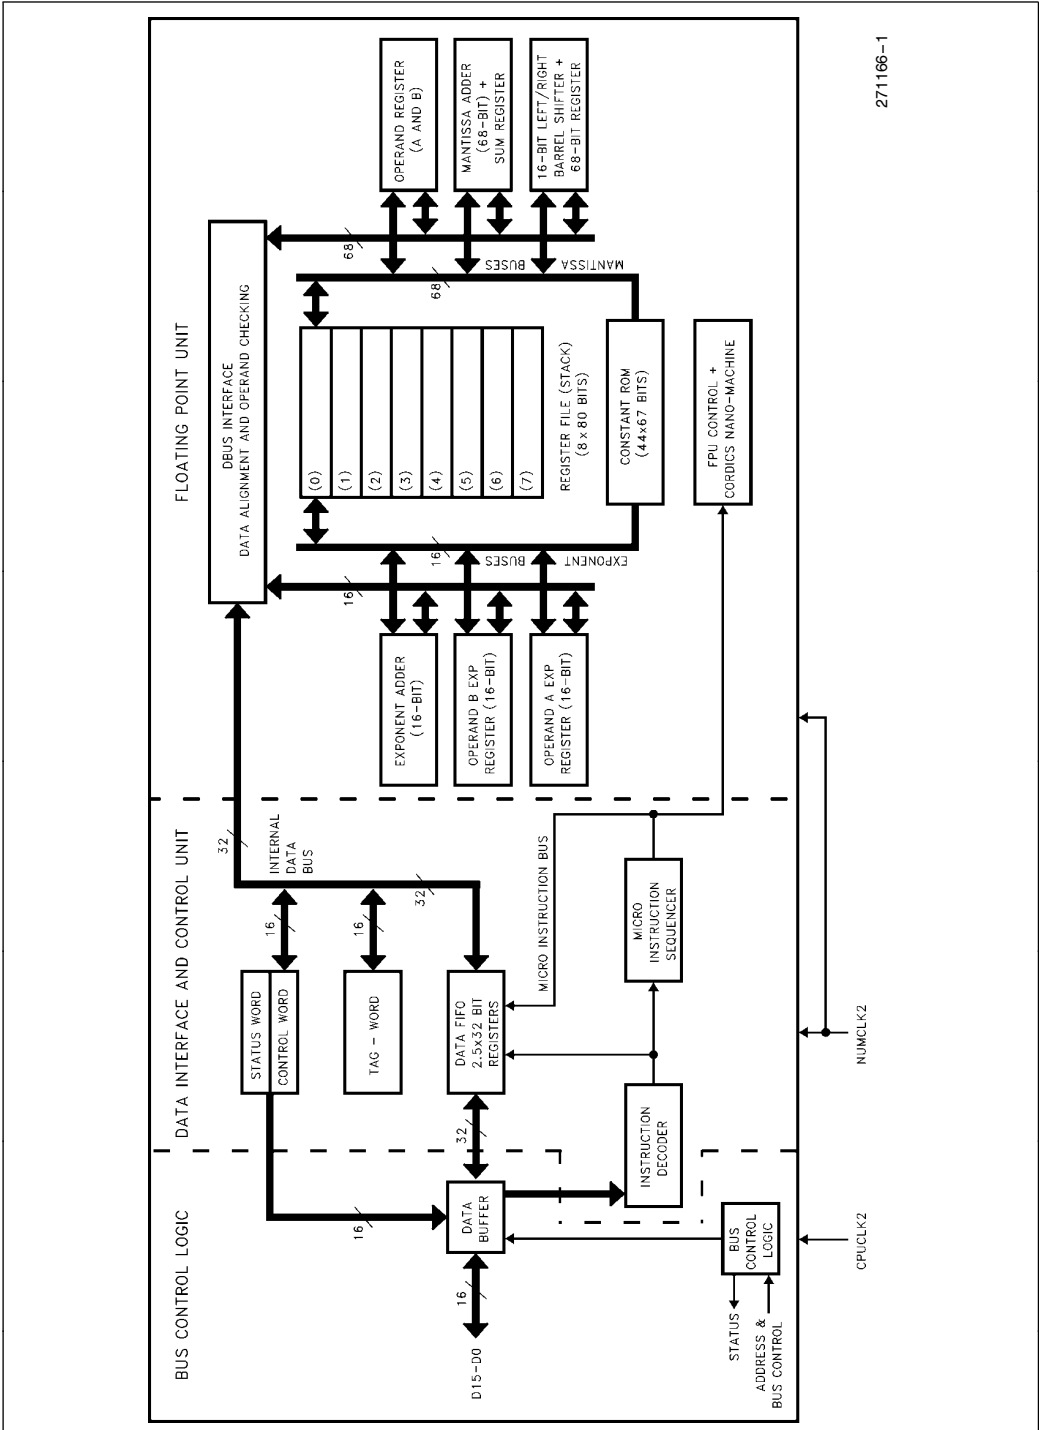 BUS CONTROL LOGIC
DATA INTERFACE AND CONTROL UNIT
FLOATING POINT UNIT
D15-D0
16
DATA
BUFFER
16
32
STATUS WORD
CONTROL WORD
16
TAG - WORD
16
DATA FIFO
2.5x32 BIT
REGISTERS
32
32
INTERNAL
DATA
BUS
MICRO INSTRUCTION BUS
INSTRUCTION
DECODER
MICRO
INSTRUCTION
SEQUENCER
STATUS
ADDRESS &
BUS CONTROL
BUS
CONTROL
LOGIC
CPUCLK2
NUMCLK2
DBUS INTERFACE
DATA ALIGNMENT AND OPERAND CHECKING
EXPONENT ADDER
(16-BIT)
OPERAND B EXP
REGISTER (16-BIT)
OPERAND A EXP
REGISTER (16-BIT)
16
16
EXPONENT
BUSES
(0)
(1)
(2)
(3)
(4)
(5)
(6)
(7)
REGISTER FILE (STACK)
(8x80 BITS)
CONSTANT ROM
(44x67 BITS)
FPU CONTROL +
CORDICS NANO-MACHINE
68
68
MANTISSA
BUSES
OPERAND REGISTER
(A AND B)
MANTISSA ADDER
(68-BIT) +
SUM REGISTER
16-BIT LEFT/RIGHT
BARREL SHIFTER +
68-BIT REGISTER
271166-1